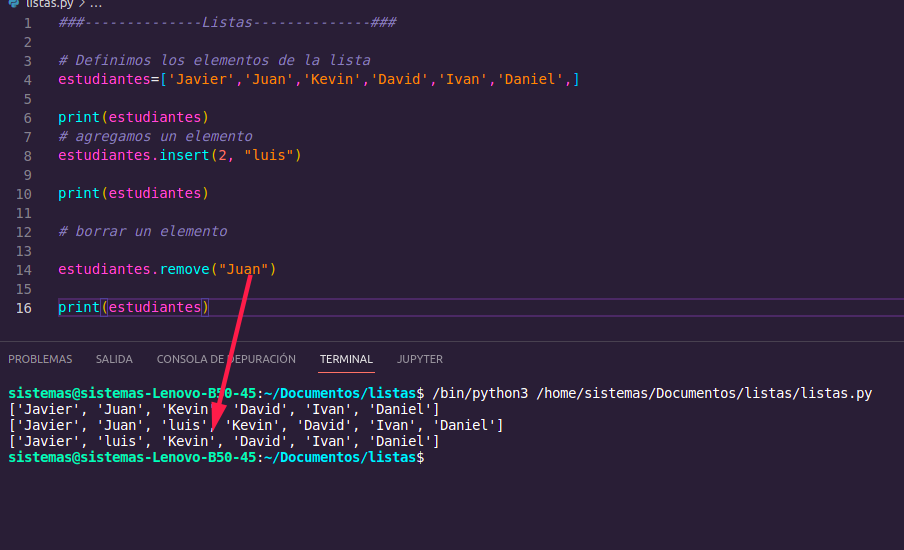 listas.py > ...
1 ###--------------Listas--------------###
2
3 # Definimos los elementos de la lista
4 estudiantes=['Javier','Juan','Kevin','David','Ivan','Daniel',]
5
6 print(estudiantes)
7 # agregamos un elemento
8 estudiantes.insert(2, "luis")
9
10 print(estudiantes)
11
12 # borrar un elemento
13
14 estudiantes.remove("Juan")
15
16 print(estudiantes)
PROBLEMAS SALIDA CONSOLA DE DEPURACIÓN TERMINAL JUPYTER
sistemas@sistemas-Lenovo-B50-45:~/Documentos/listas$ /bin/python3 /home/sistemas/Documentos/listas/listas.py
['Javier', 'Juan', 'Kevin', 'David', 'Ivan', 'Daniel']
['Javier', 'Juan', 'luis', 'Kevin', 'David', 'Ivan', 'Daniel']
['Javier', 'luis', 'Kevin', 'David', 'Ivan', 'Daniel']
sistemas@sistemas-Lenovo-B50-45:~/Documentos/listas$